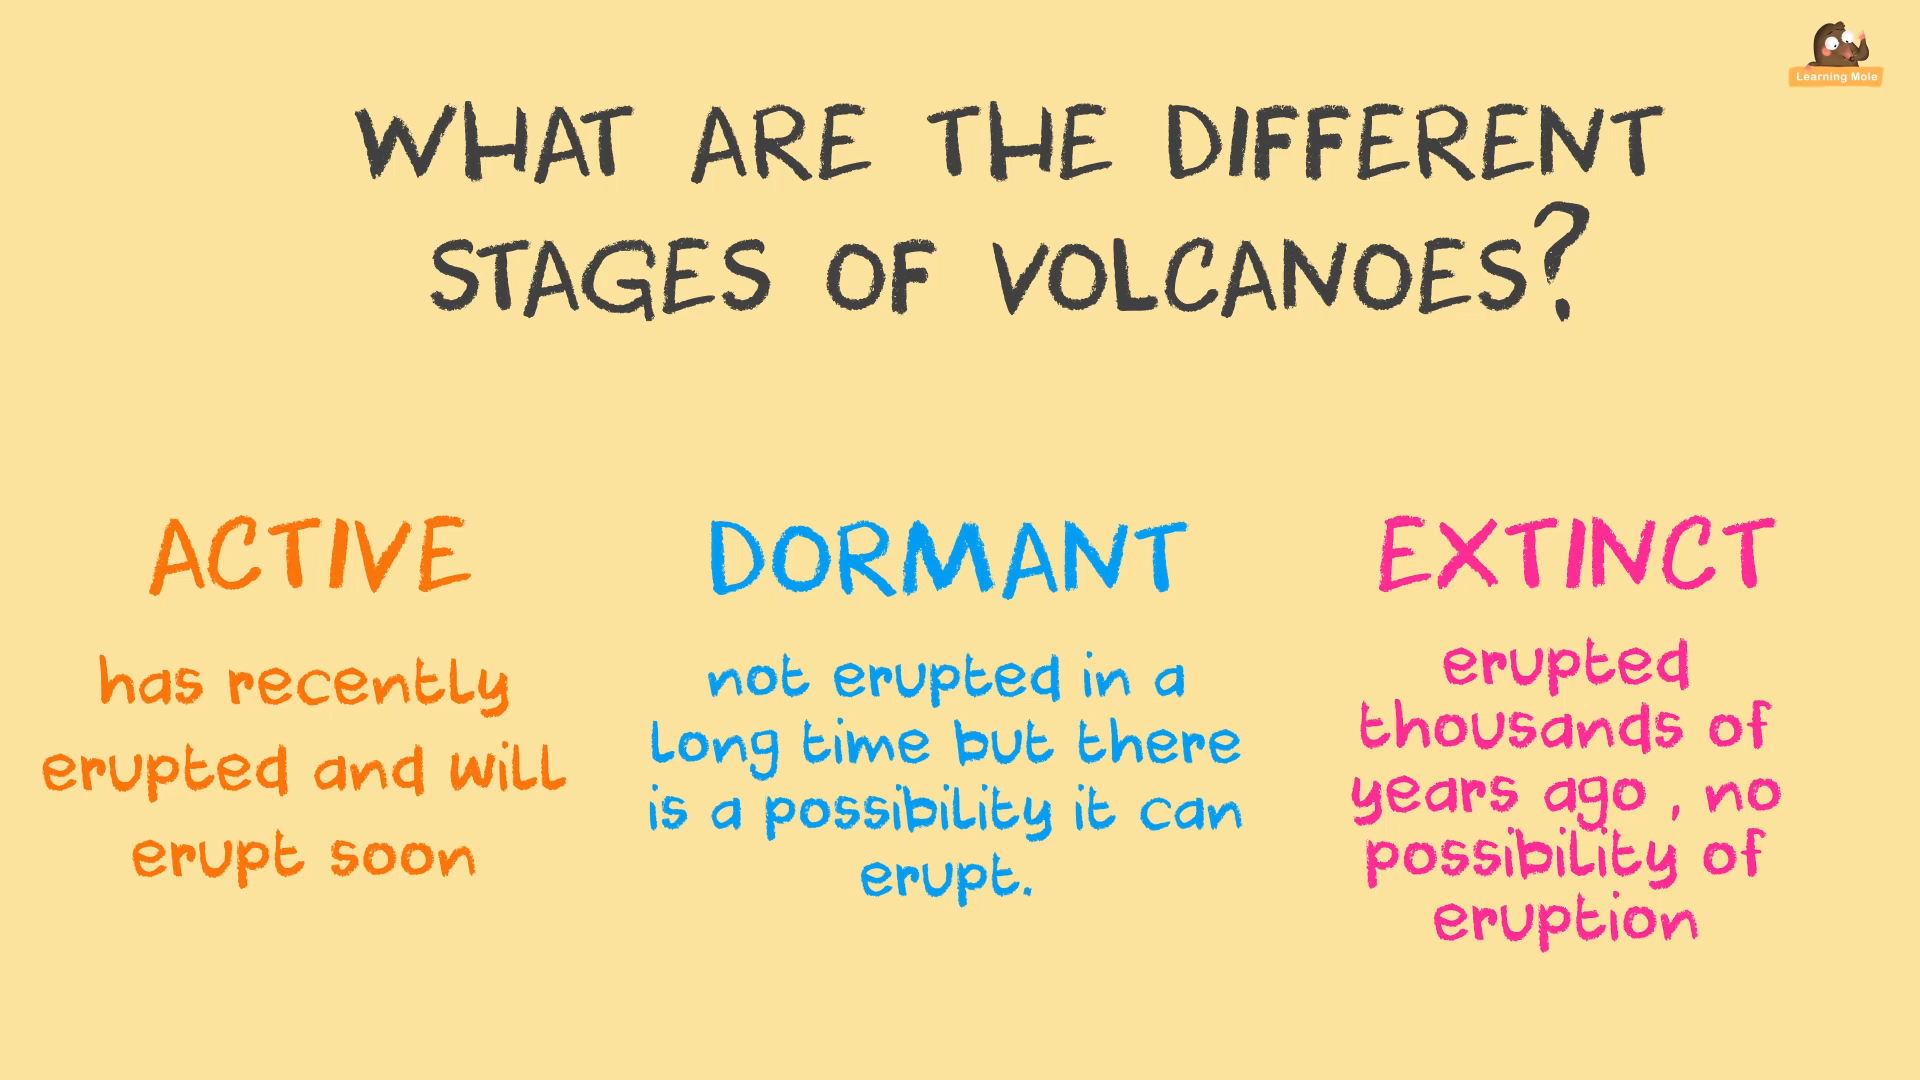 Learning Mole
WHAT ARE THE DIFFERENT
STAGES OF VOLCANOES?
ACTIVE
has recently
erupted and will
erupt soon
DORMANT
not erupted in a
long time but there
is a possibility it can
erupt.
EXTINCT
erupted
thousands of
years ago , no
possibility of
eruption